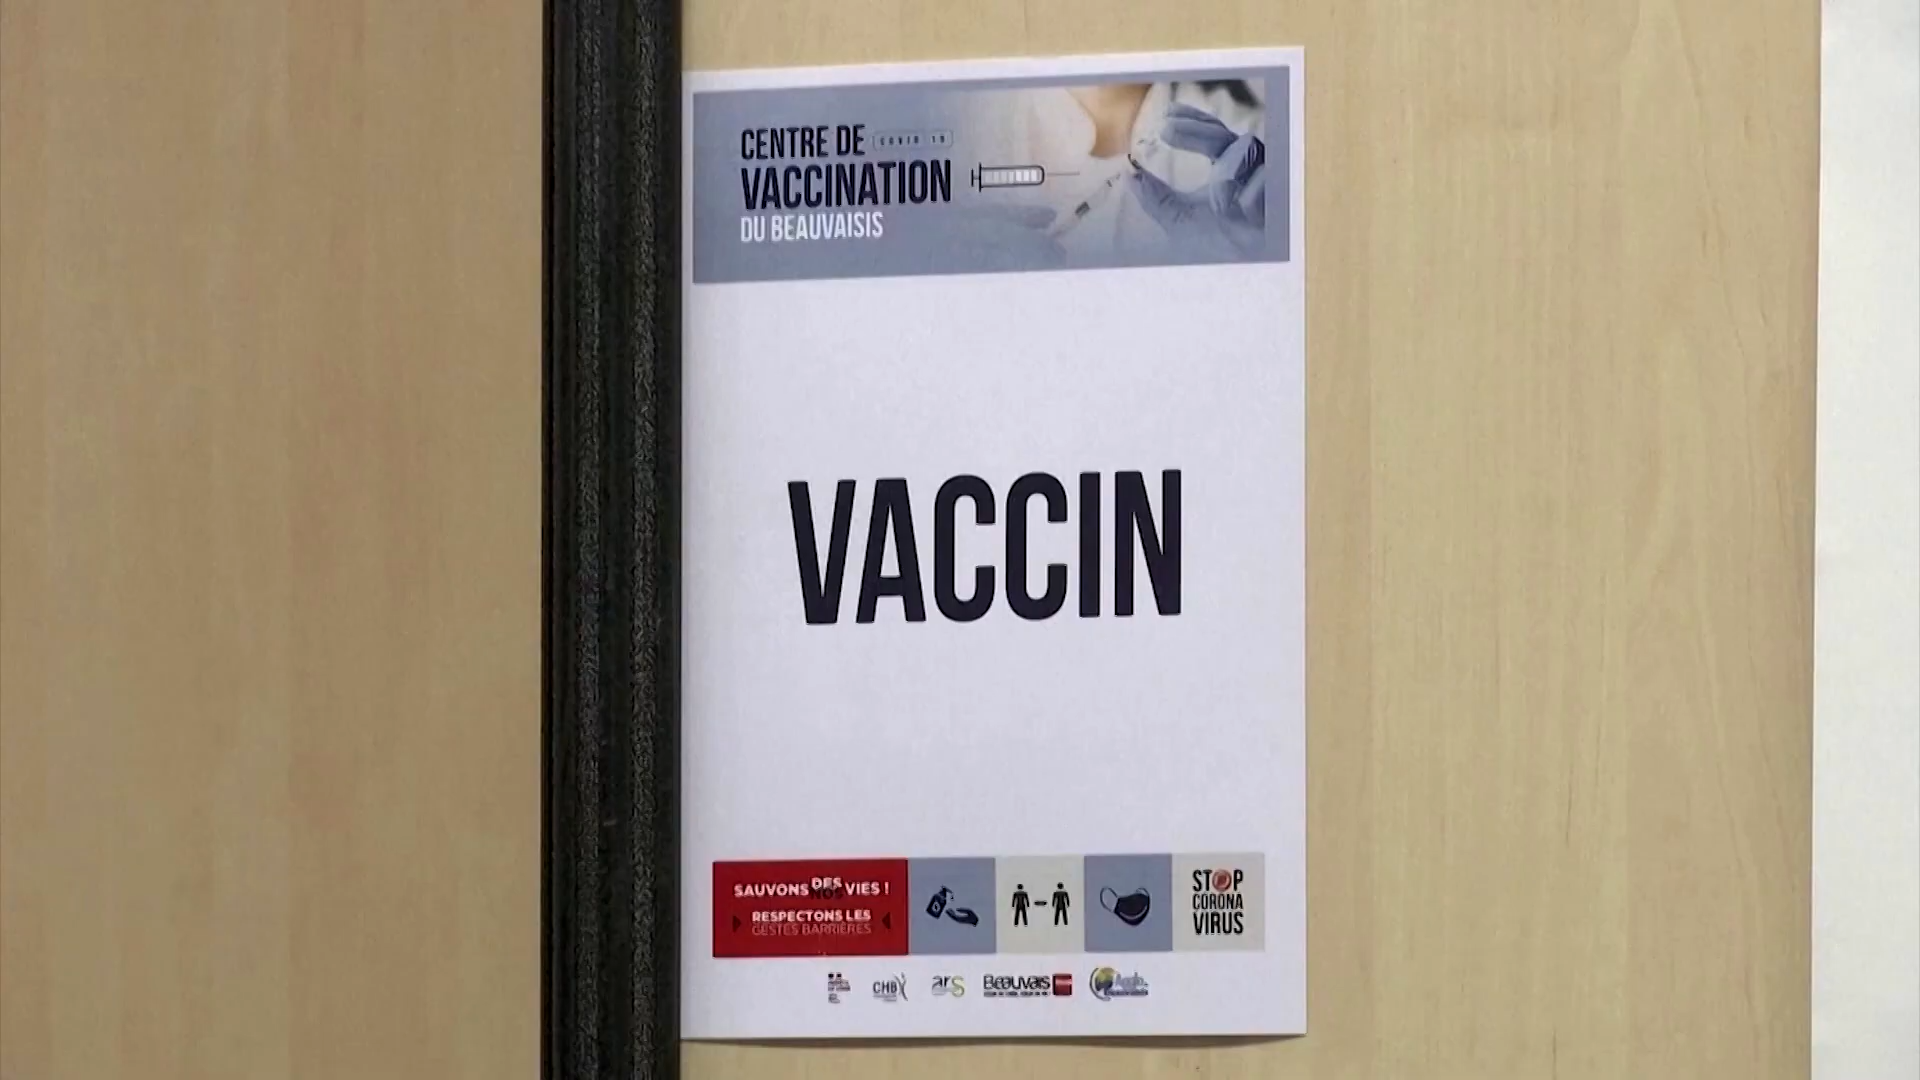 CENTRE DE COVID 19
VACCINATION
DU BEAUVAISIS
VACCIN
SAUVONS DES VIES !
RESPECTONS LES
GESTES BARRIÈRES
STOP
CORONA
VIRUS
CHB
ars
Beauvais
Agglo